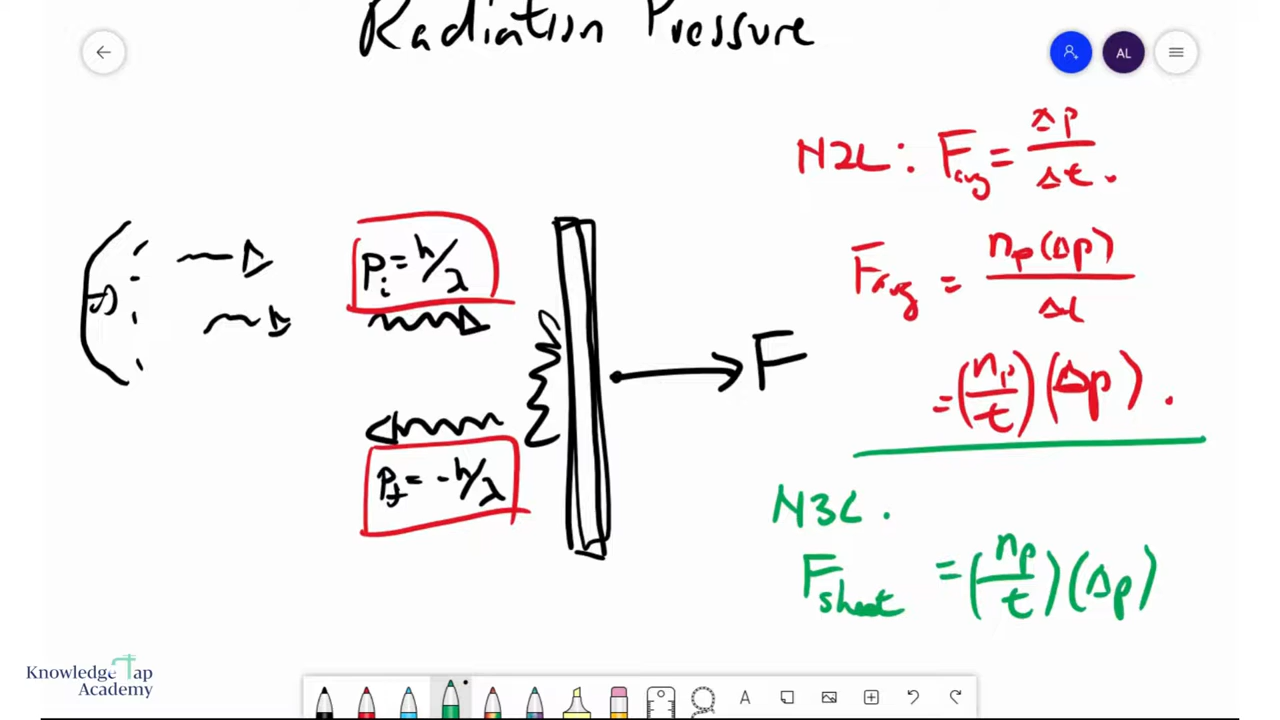 Radiation Pressure
AL
N2L: Favg = Δp/Δt.
pi = h/λ
Favg = np(Δp)/Δt
= (np/t)(Δp).
F
pf = -h/λ
N3L.
Fsheet = (np/t)(Δp)
Knowledge Tap
Academy
A